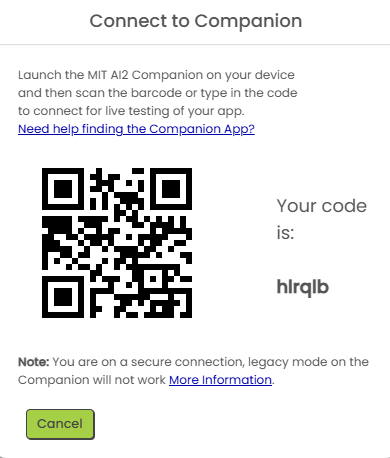 Connect to Companion
Launch the MIT AI2 Companion on your device
and then scan the barcode or type in the code
to connect for live testing of your app.
Need help finding the Companion App?
Your code
is:
hlrqlb
Note: You are on a secure connection, legacy mode on the
Companion will not work More Information.
Cancel